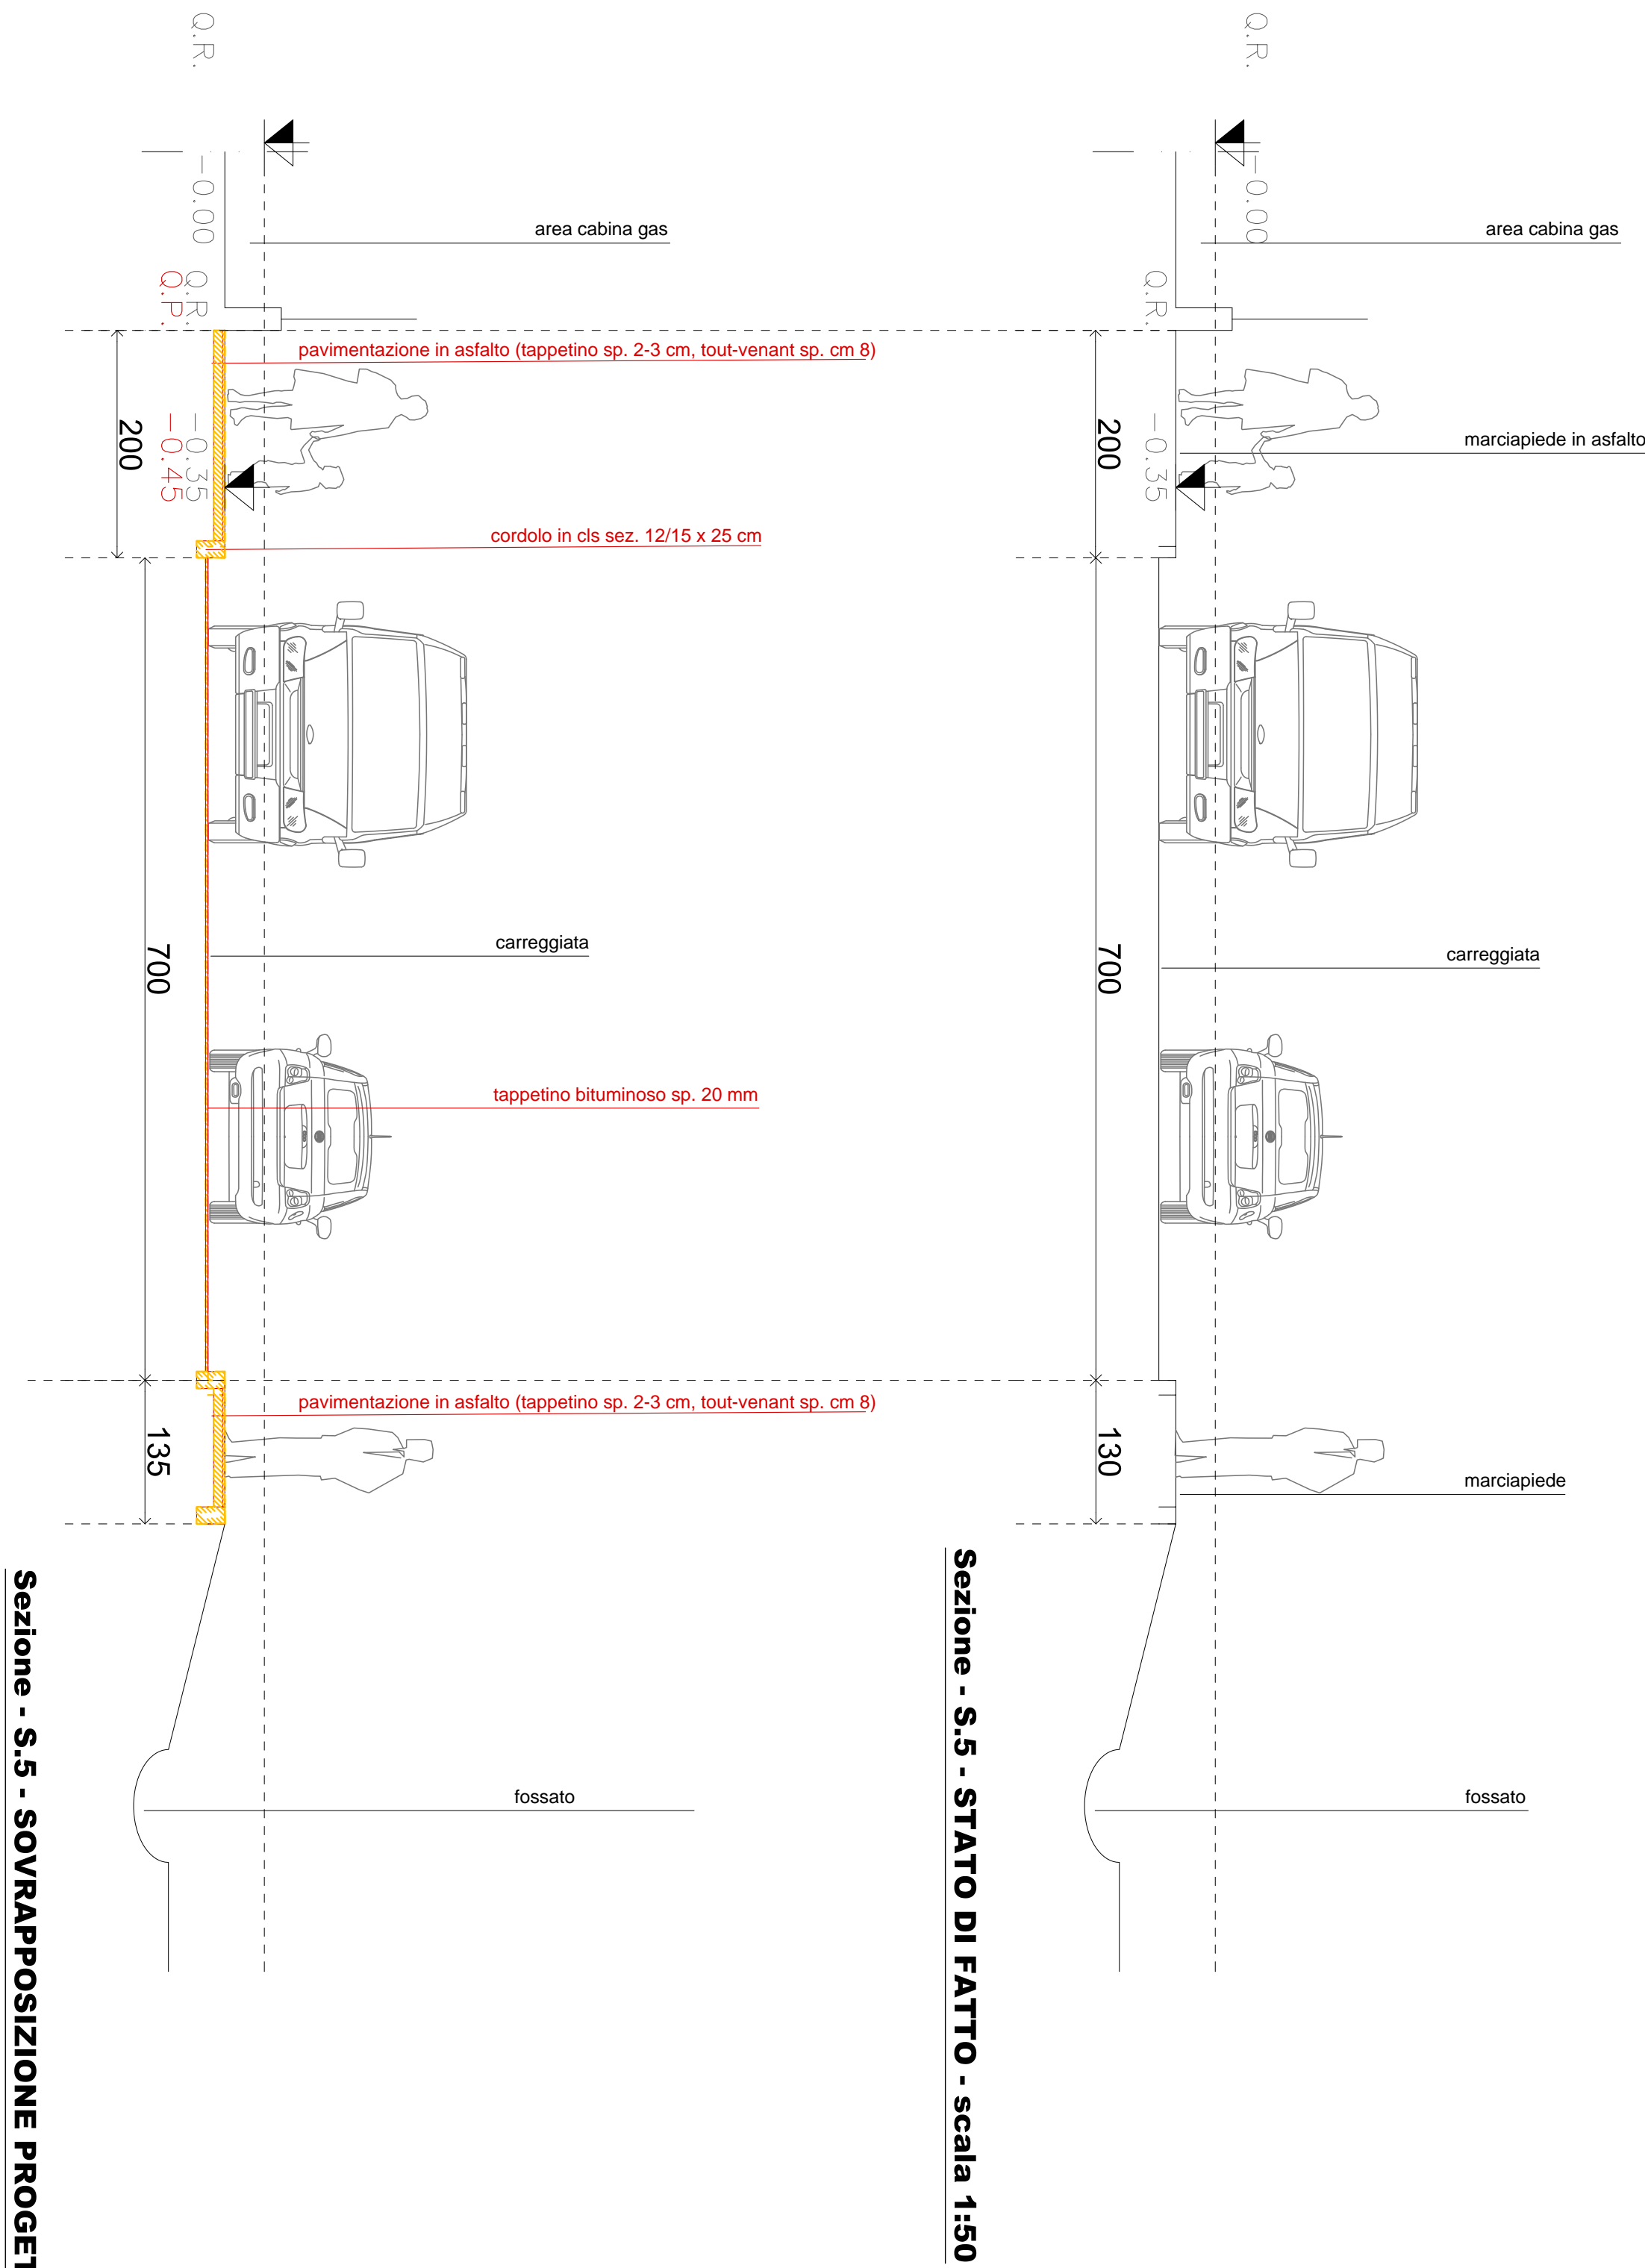 Q.R.
-0.00
area cabina gas
Q.R.
Q.P.
pavimentazione in asfalto (tappetino sp. 2-3 cm, tout-venant sp. cm 8)
-0.35
-0.45
200
cordolo in cls sez. 12/15 x 25 cm
carreggiata
700
tappetino bituminoso sp. 20 mm
pavimentazione in asfalto (tappetino sp. 2-3 cm, tout-venant sp. cm 8)
135
fossato
Sezione - S.5 - SOVRAPPOSIZIONE
Q.R.
-0.00
area cabina gas
Q.R.
-0.35
200
marciapiede in asfalto
700
carreggiata
130
marciapiede
fossato
Sezione - S.5 - STATO DI FATTO - scala 1:50